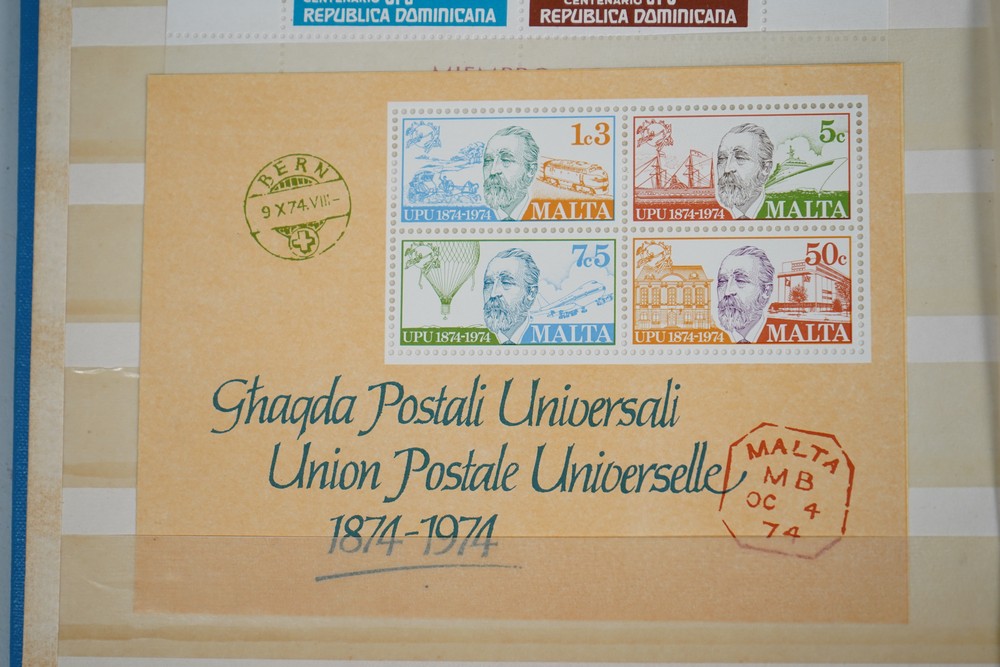 CENTENARIO UPU
REPUBLICA DOMINICANA
CENTENARIO UPU
REPUBLICA DOMINICANA
BERN
9 X 74. VIII -
1c3
UPU 1874-1974 MALTA
5c
UPU 1874-1974 MALTA
7c5
UPU 1874-1974 MALTA
50c
UPU 1874-1974 MALTA
Għaqda Postali Universali
Union Postale Universelle
1874-1974
MALTA
MB
OC 4
74